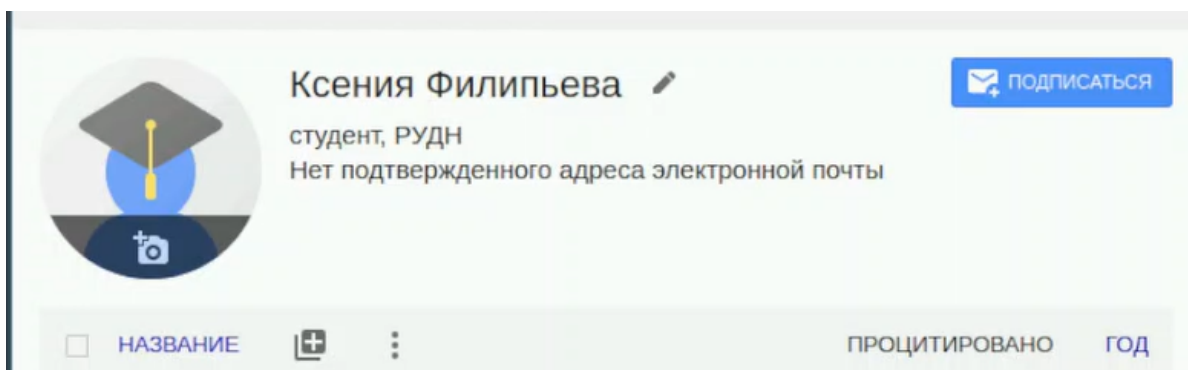 Ксения Филипьева
ПОДПИСАТЬСЯ
студент, РУДН
Нет подтвержденного адреса электронной почты
НАЗВАНИЕ ПРОЦИТИРОВАНО ГОД